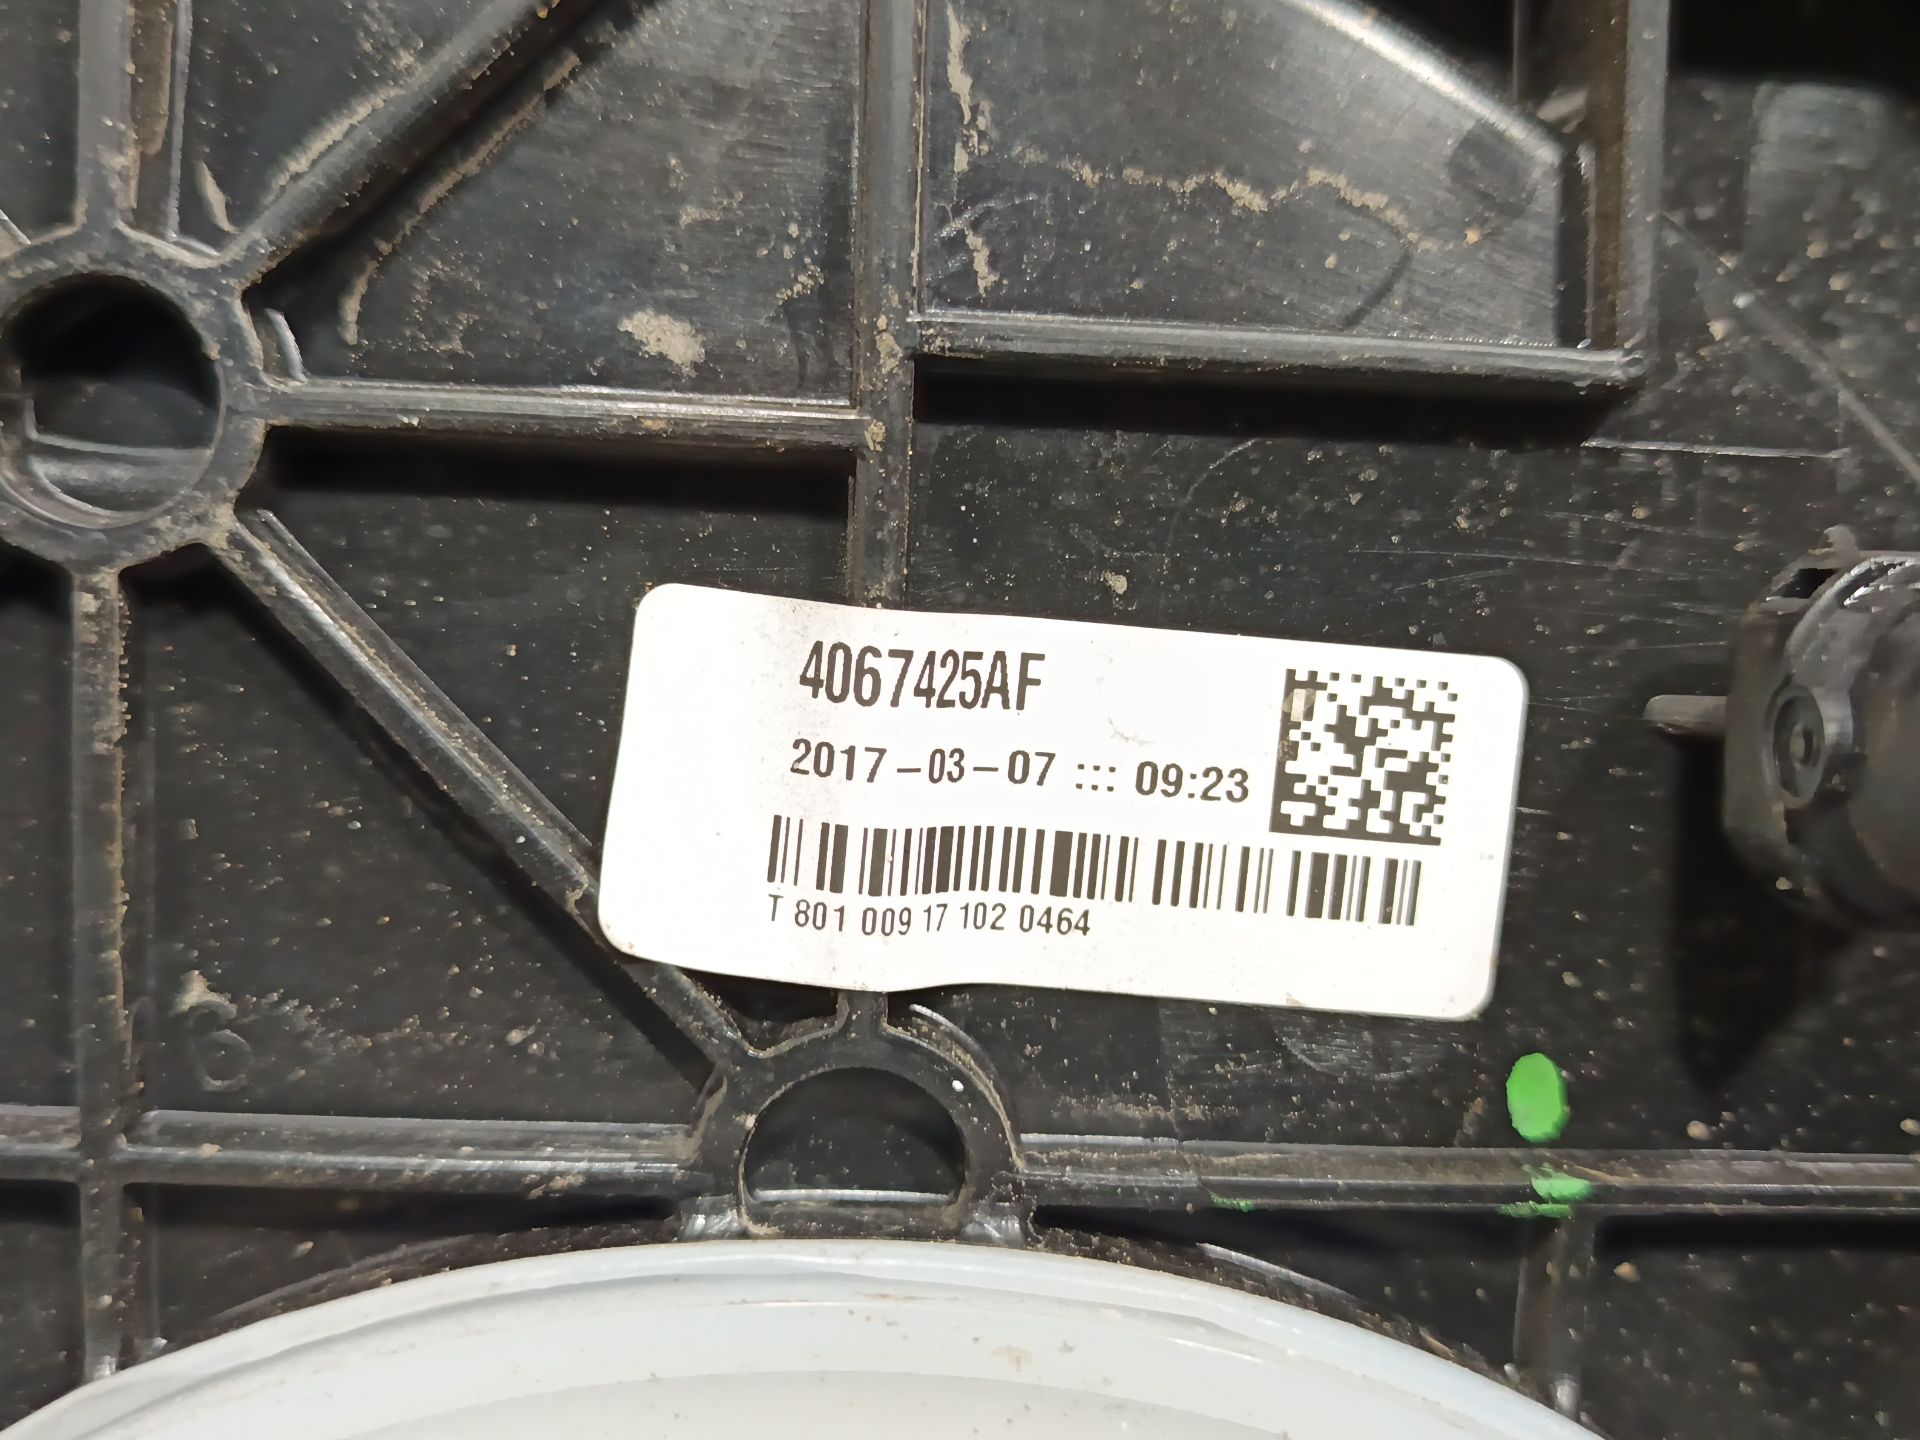 4067425AF
2017-03-07 ::: 09:23
T 801 009 17 102 0464